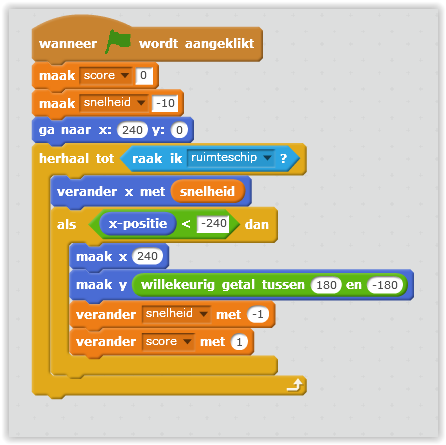 wanneer wordt aangeklikt
maak score 0
maak snelheid -10
ga naar x: 240 y: 0
herhaal tot raak ik ruimteschip ?
verander x met snelheid
als x-positie < -240 dan
maak x 240
maak y willekeurig getal tussen 180 en -180
verander snelheid met -1
verander score met 1